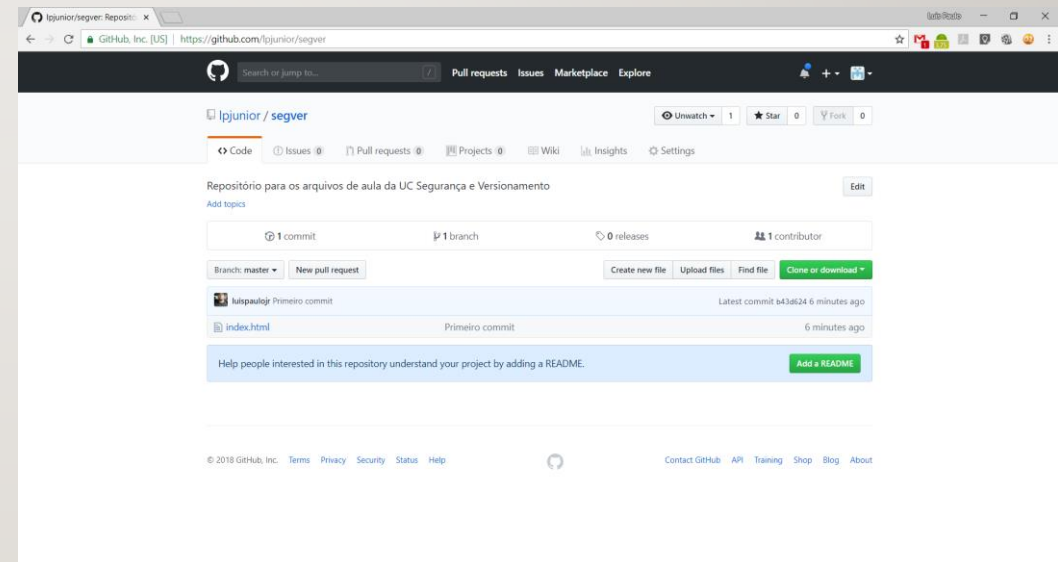 lpjunior/segver: Reposito
Luis Paulo
GitHub, Inc. [US] | https://github.com/lpjunior/segver
Search or jump to... / Pull requests Issues Marketplace Explore
lpjunior / segver Unwatch 1 Star 0 Fork 0
Code Issues 0 Pull requests 0 Projects 0 Wiki Insights Settings
Repositório para os arquivos de aula da UC Segurança e Versionamento Edit
Add topics
1 commit 1 branch 0 releases 1 contributor
Branch: master New pull request Create new file Upload files Find file Clone or download
luispaulojr Primeiro commit Latest commit b43d624 6 minutes ago
index.html Primeiro commit 6 minutes ago
Help people interested in this repository understand your project by adding a README. Add a README
© 2018 GitHub, Inc. Terms Privacy Security Status Help Contact GitHub API Training Shop Blog About